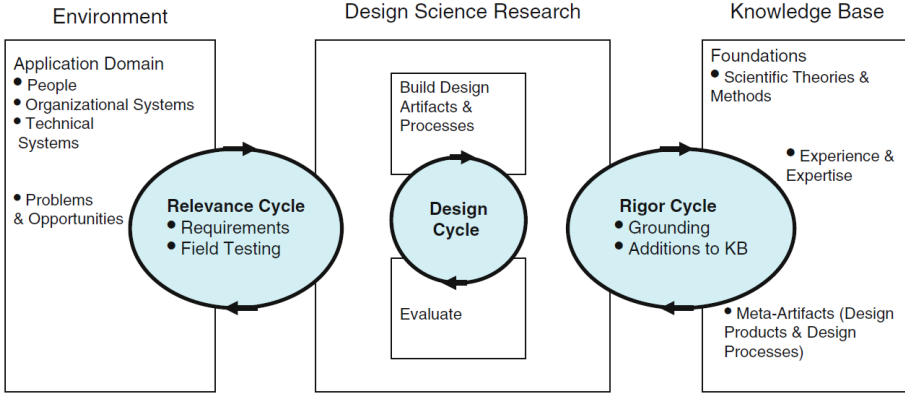 Environment
Design Science Research
Knowledge Base
Application Domain
• People
• Organizational Systems
• Technical
Systems
• Problems
& Opportunities
Relevance Cycle
• Requirements
• Field Testing
Build Design
Artifacts &
Processes
Design
Cycle
Evaluate
Rigor Cycle
• Grounding
• Additions to KB
Foundations
• Scientific Theories &
Methods
• Experience &
Expertise
• Meta-Artifacts (Design
Products & Design
Processes)